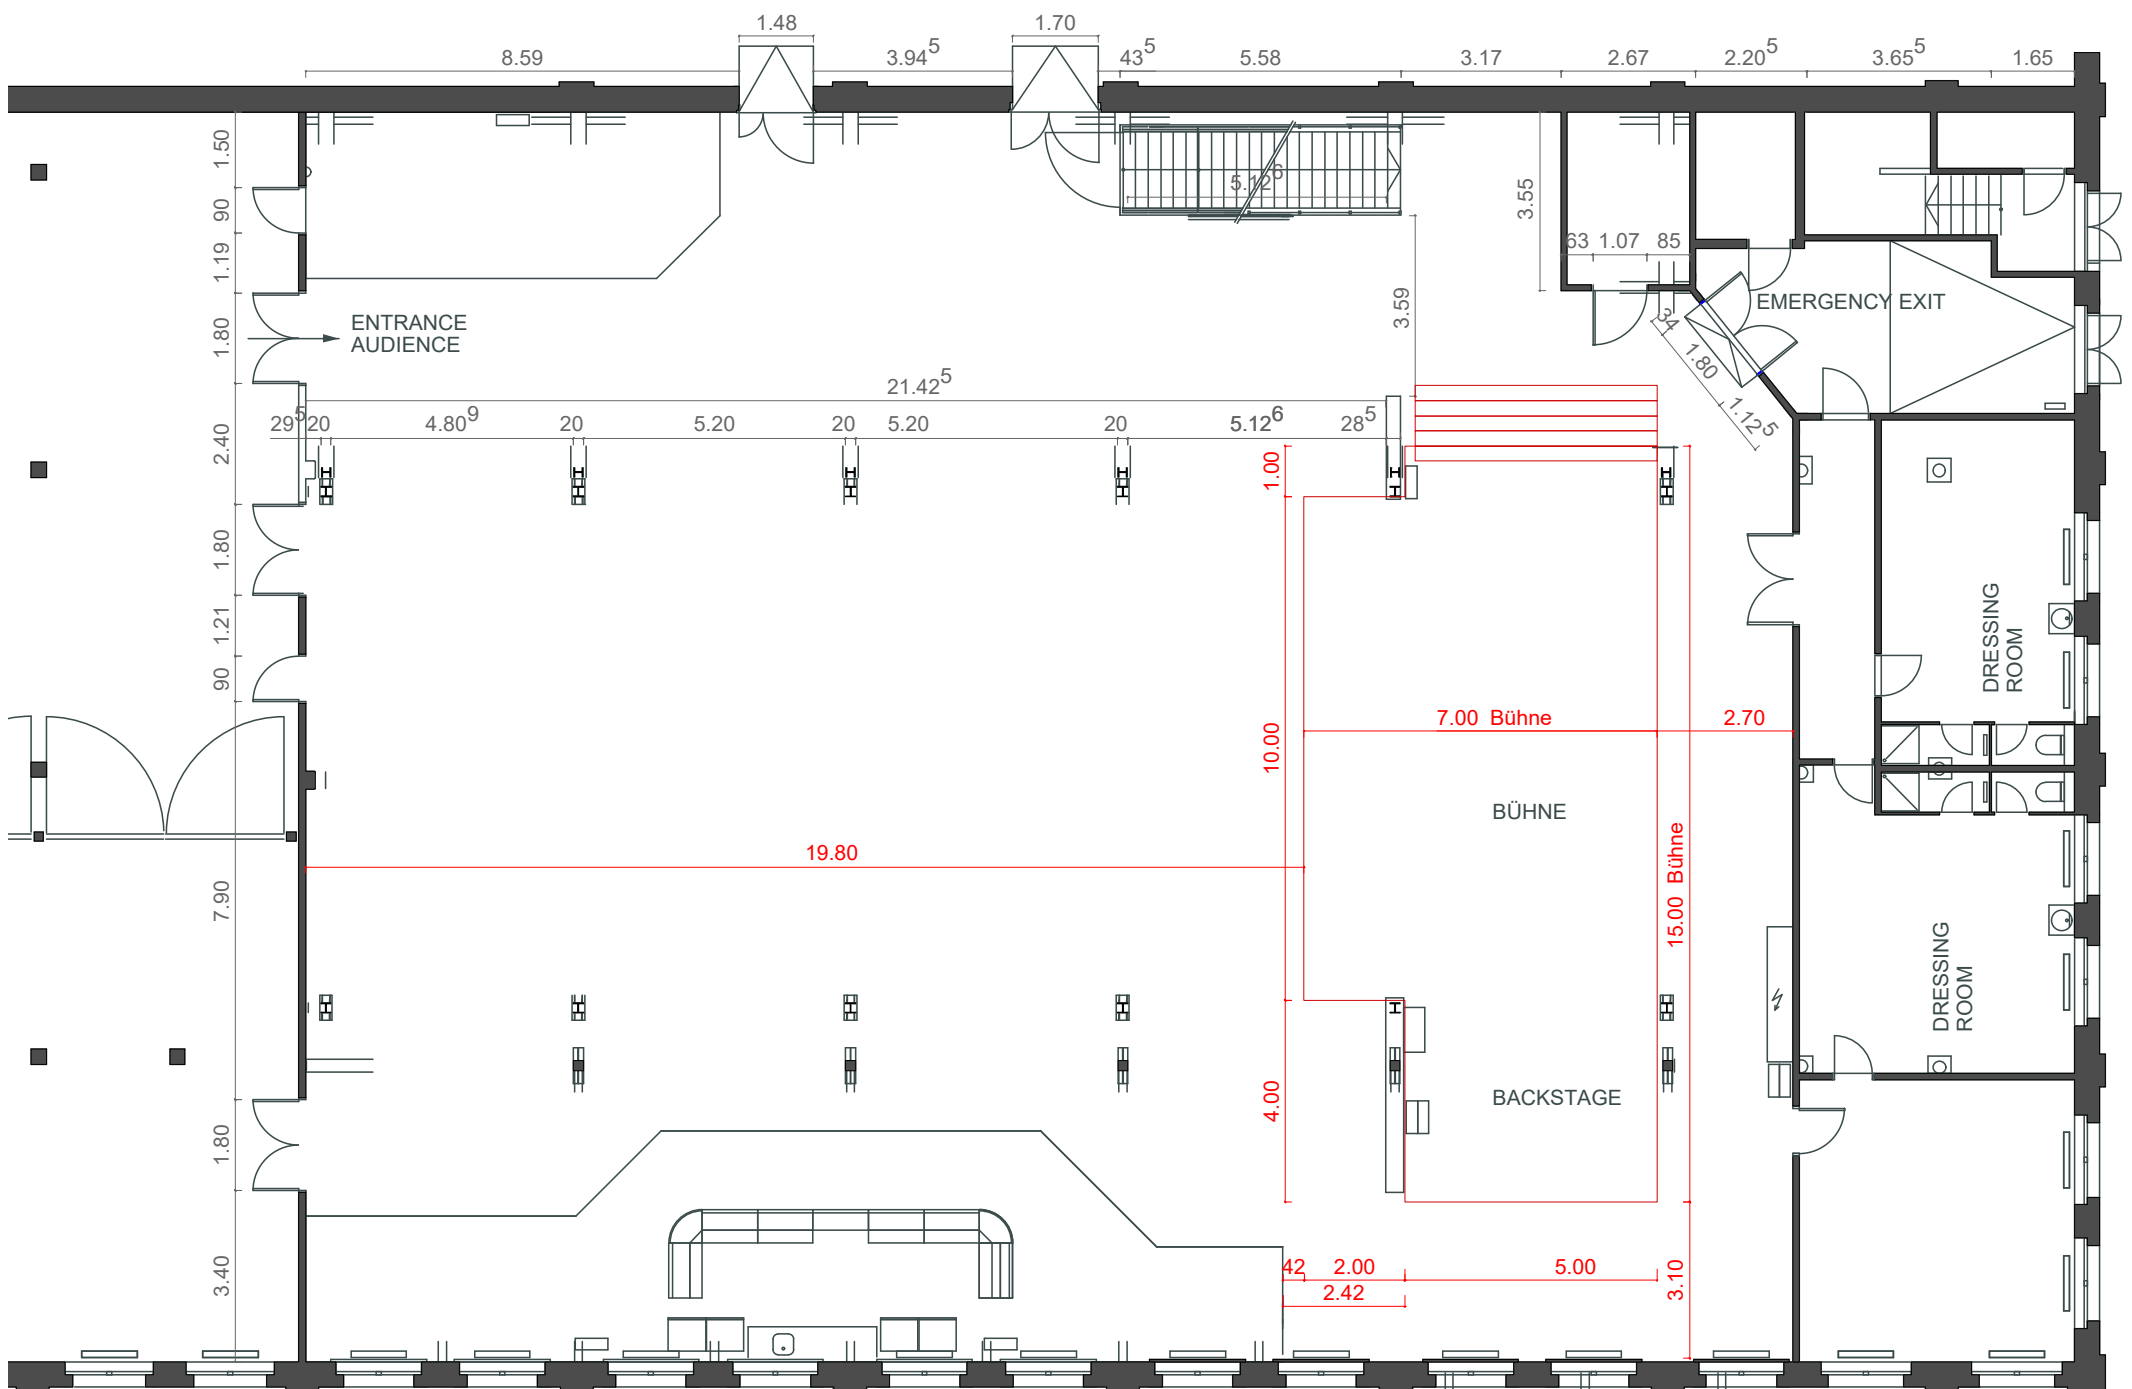 1.48
1.70
8.59
3.94⁵
43⁵
5.58
3.17
2.67
2.20⁵
3.65⁵
1.65
1.50
90
1.19
1.80
2.40
1.80
1.21
90
7.90
1.80
3.40
5.12⁶
3.55
63 1.07 85
3.59
34
1.80
1.12⁵
EMERGENCY EXIT
ENTRANCE
AUDIENCE
21.42⁵
29⁵ 20 4.80⁹ 20 5.20 20 5.20 20 5.12⁶ 28⁵
1.00
10.00
4.00
7.00 Bühne
2.70
BÜHNE
19.80
15.00 Bühne
BACKSTAGE
DRESSING
ROOM
DRESSING
ROOM
42 2.00 5.00
2.42
3.10